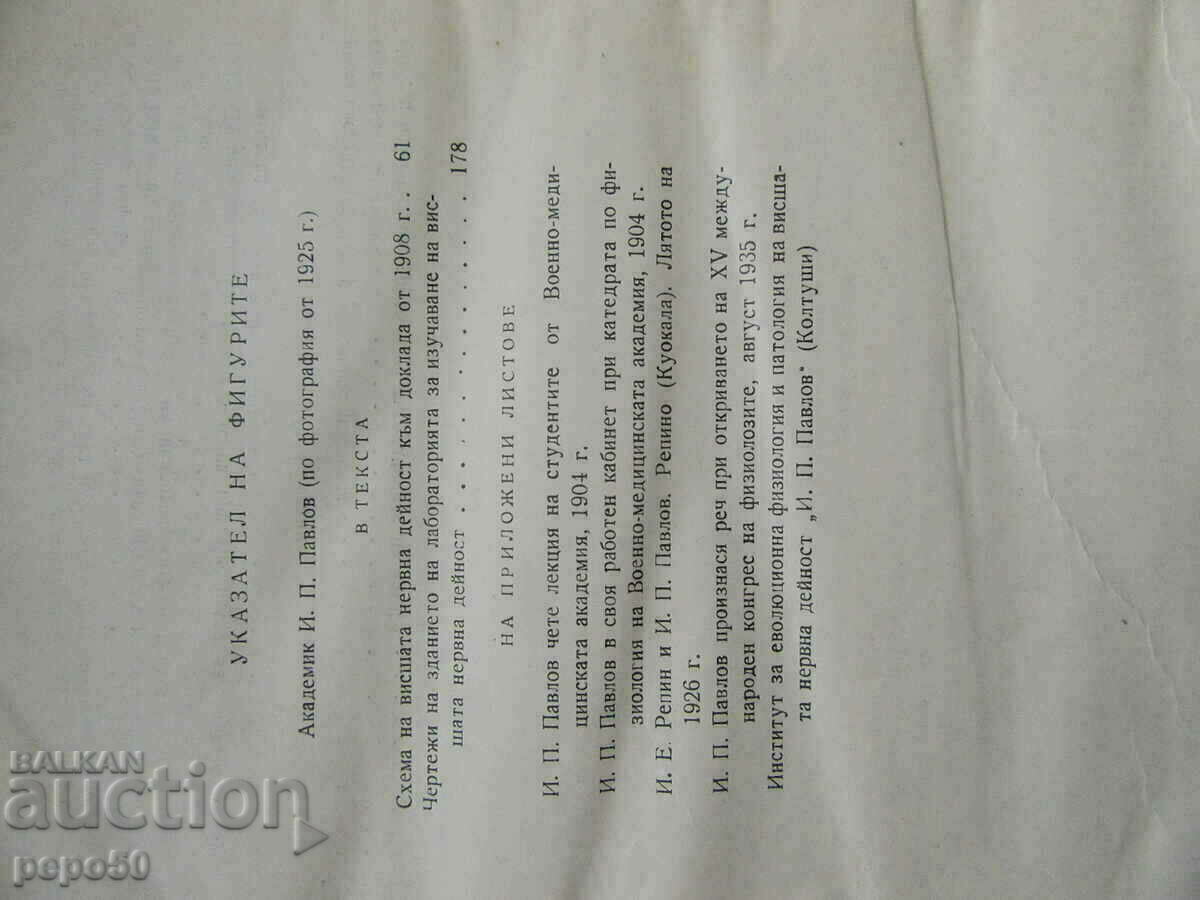 УКАЗАТЕЛ НА ФИГУРИТЕ
Академик И. П. Павлов (по фотография от 1925 г.)
В ТЕКСТА
Схема на висшата нервна дейност към доклада от 1908 г. . 61
Чертежи на зданието на лабораторията за изучаване на вис-
шата нервна дейност . . . . . . . . . . . . . 178
НА ПРИЛОЖЕНИ ЛИСТОВЕ
И. П. Павлов чете лекция на студентите от Военно-меди-
цинската академия, 1904 г.
И. П. Павлов в своя работен кабинет при катедрата по фи-
зиология на Военно-медицинската академия, 1904 г.
И. Е. Репин и И. П. Павлов. Репино (Куокала). Лятото на
1926 г.
И. П. Павлов произнася реч при откриването на XV между-
народен конгрес на физиолозите, август 1935 г.
Институт за еволюционна физиология и патология на висша-
та нервна дейност „И. П. Павлов“ (Колтуши)
BALKAN
auction
pepo50